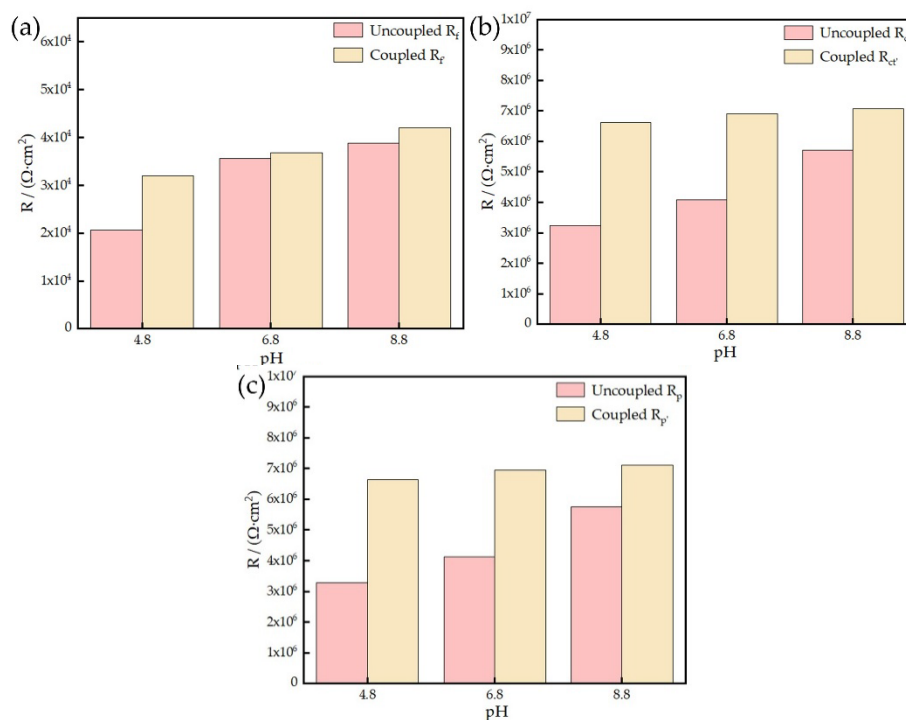 (a)
Uncoupled Rf
Coupled Rf'
6x10⁴
5x10⁴
4x10⁴
3x10⁴
2x10⁴
1x10⁴
0
R / (Ω·cm²)
4.8 6.8 8.8
pH
(b)
Uncoupled
Coupled Rct'
1x10⁷
9x10⁶
8x10⁶
7x10⁶
6x10⁶
5x10⁶
4x10⁶
3x10⁶
2x10⁶
1x10⁶
0
R / (Ω·cm²)
4.8 6.8 8.8
pH
(c)
Uncoupled Rp
Coupled Rp'
9x10⁶
8x10⁶
7x10⁶
6x10⁶
5x10⁶
4x10⁶
3x10⁶
2x10⁶
1x10⁶
0
R / (Ω·cm²)
4.8 6.8 8.8
pH